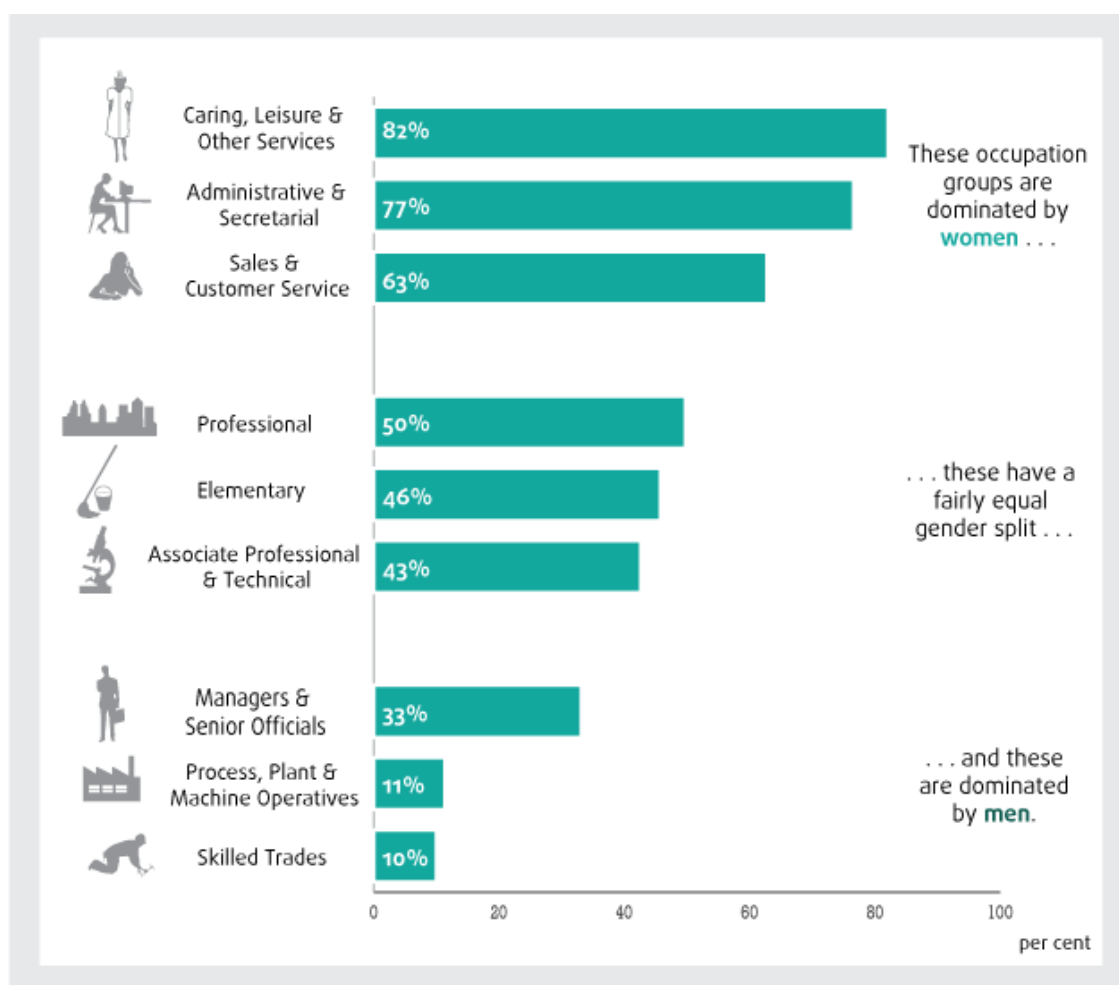 Caring, Leisure &
Other Services
82%
These occupation
groups are
dominated by
women . . .
Administrative &
Secretarial
77%
Sales &
Customer Service
63%
Professional
50%
Elementary
46%
. . . these have a
fairly equal
gender split . . .
Associate Professional
& Technical
43%
Managers &
Senior Officials
33%
Process, Plant &
Machine Operatives
11%
. . . and these
are dominated
by men.
Skilled Trades
10%
0 20 40 60 80 100
per cent